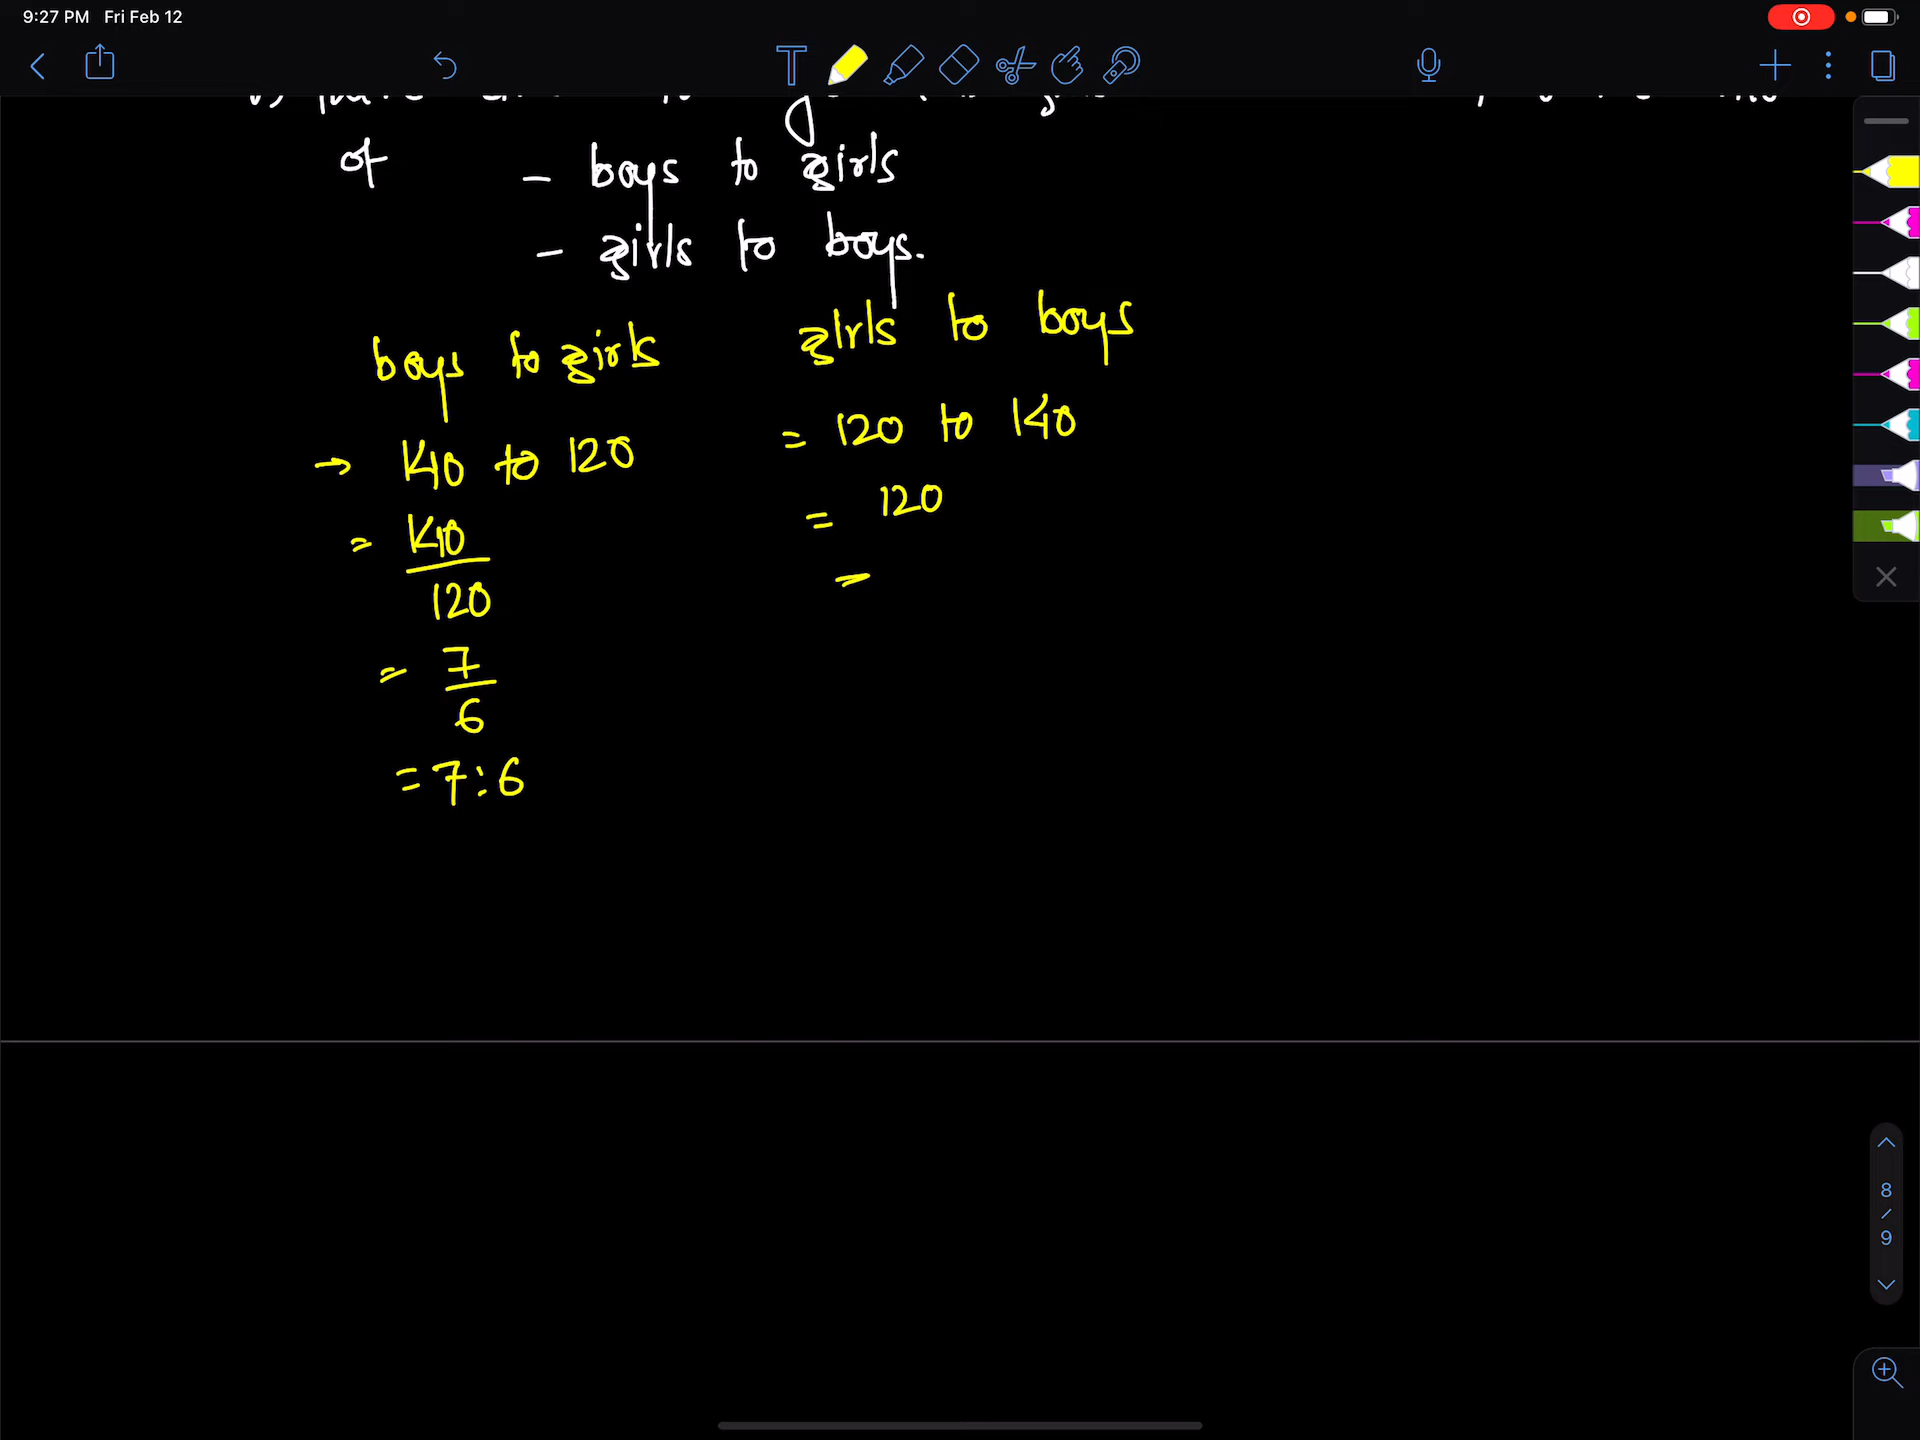 9:27 PM Fri Feb 12
of - boys to girls
- girls to boys.
boys to girls
→ 140 to 120
= 140
120
= 7
6
= 7:6
girls to boys
= 120 to 140
= 120
=
8
/
9